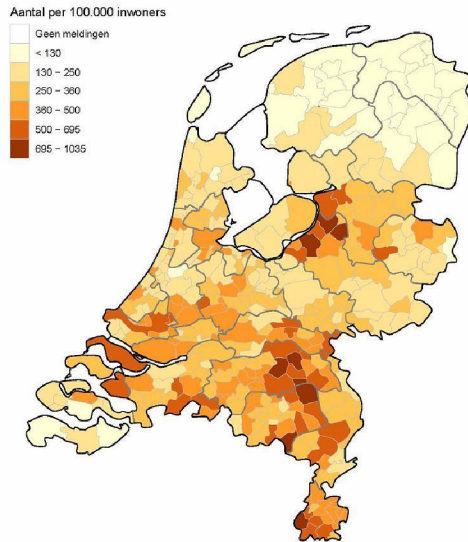 Aantal per 100.000 inwoners
Geen meldingen
< 130
130 – 250
250 – 360
360 – 500
500 – 695
695 – 1035